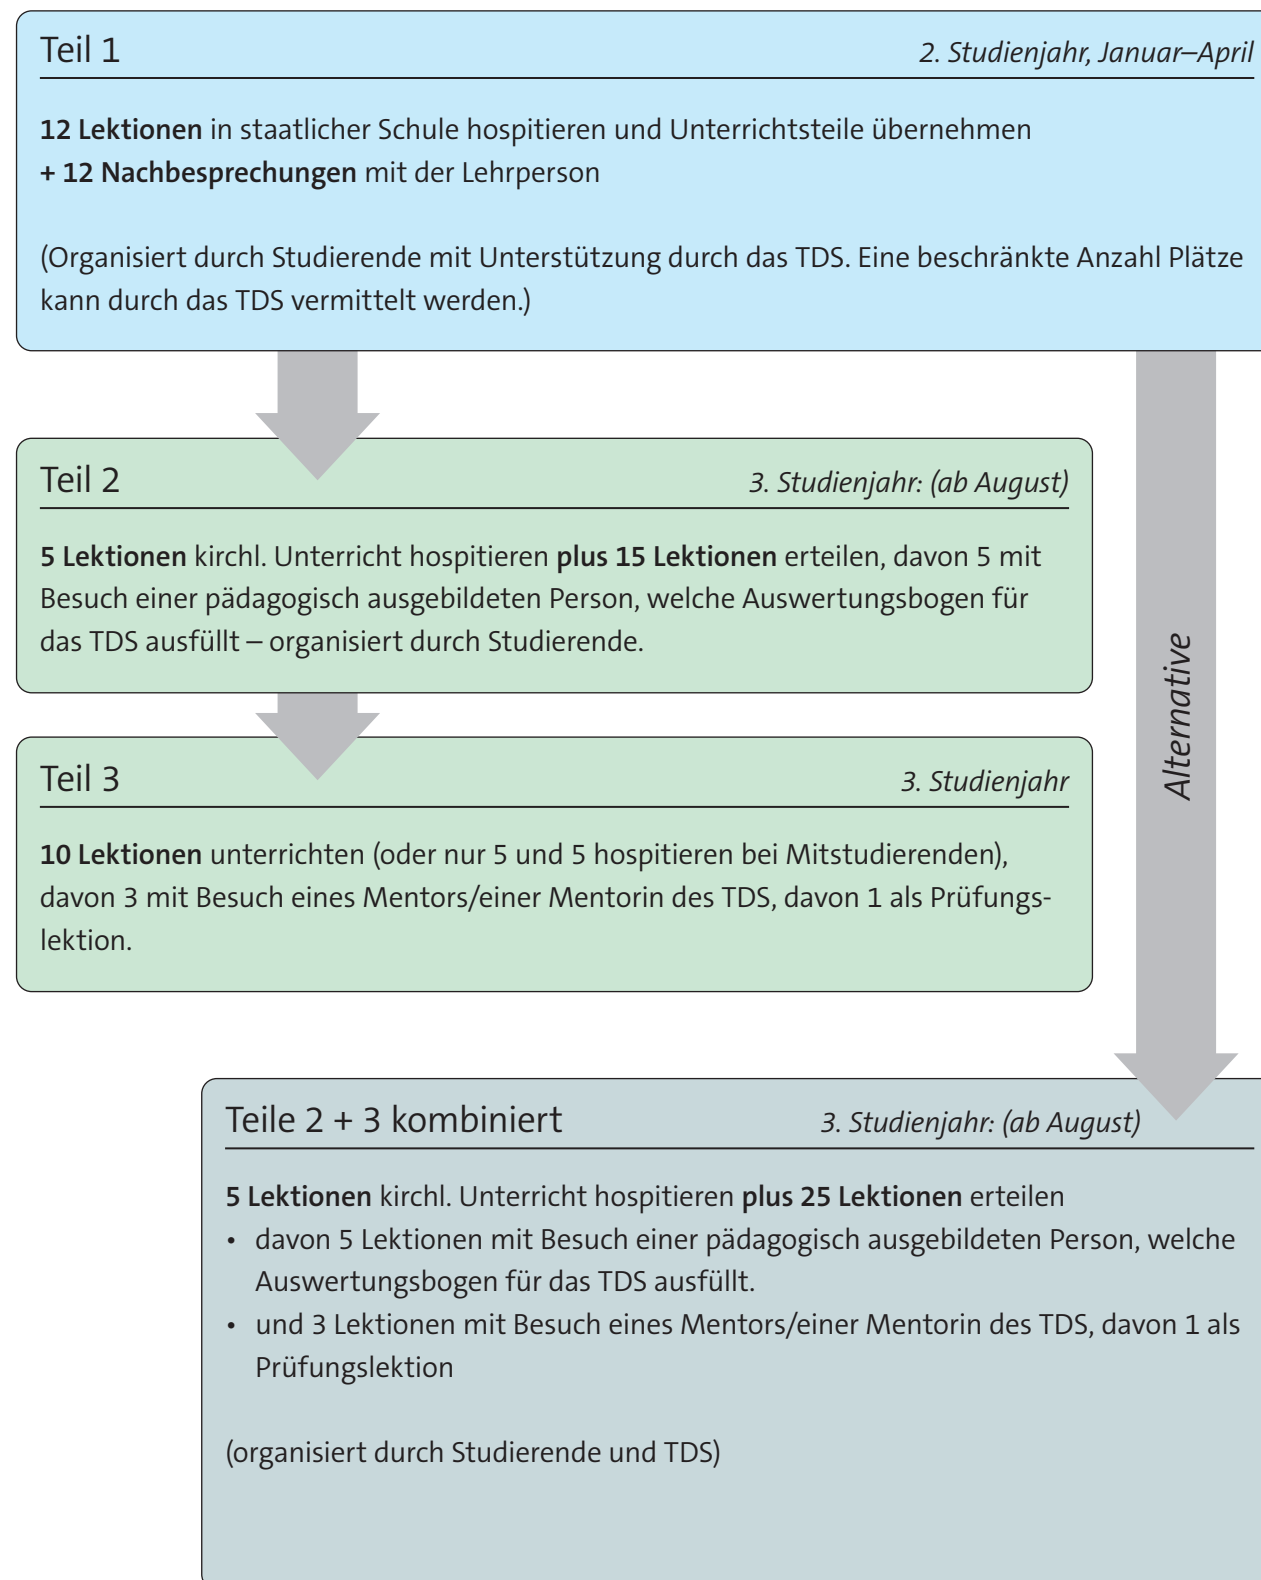 Teil 1 2. Studienjahr, Januar–April
12 Lektionen in staatlicher Schule hospitieren und Unterrichtsteile übernehmen
+ 12 Nachbesprechungen mit der Lehrperson
(Organisiert durch Studierende mit Unterstützung durch das TDS. Eine beschränkte Anzahl Plätze
kann durch das TDS vermittelt werden.)
Teil 2 3. Studienjahr: (ab August)
5 Lektionen kirchl. Unterricht hospitieren plus 15 Lektionen erteilen, davon 5 mit
Besuch einer pädagogisch ausgebildeten Person, welche Auswertungsbogen für
das TDS ausfüllt – organisiert durch Studierende.
Teil 3 3. Studienjahr
10 Lektionen unterrichten (oder nur 5 und 5 hospitieren bei Mitstudierenden),
davon 3 mit Besuch eines Mentors/einer Mentorin des TDS, davon 1 als Prüfungs-
lektion.
Alternative
Teile 2 + 3 kombiniert 3. Studienjahr: (ab August)
5 Lektionen kirchl. Unterricht hospitieren plus 25 Lektionen erteilen
• davon 5 Lektionen mit Besuch einer pädagogisch ausgebildeten Person, welche
Auswertungsbogen für das TDS ausfüllt.
• und 3 Lektionen mit Besuch eines Mentors/einer Mentorin des TDS, davon 1 als
Prüfungslektion
(organisiert durch Studierende und TDS)